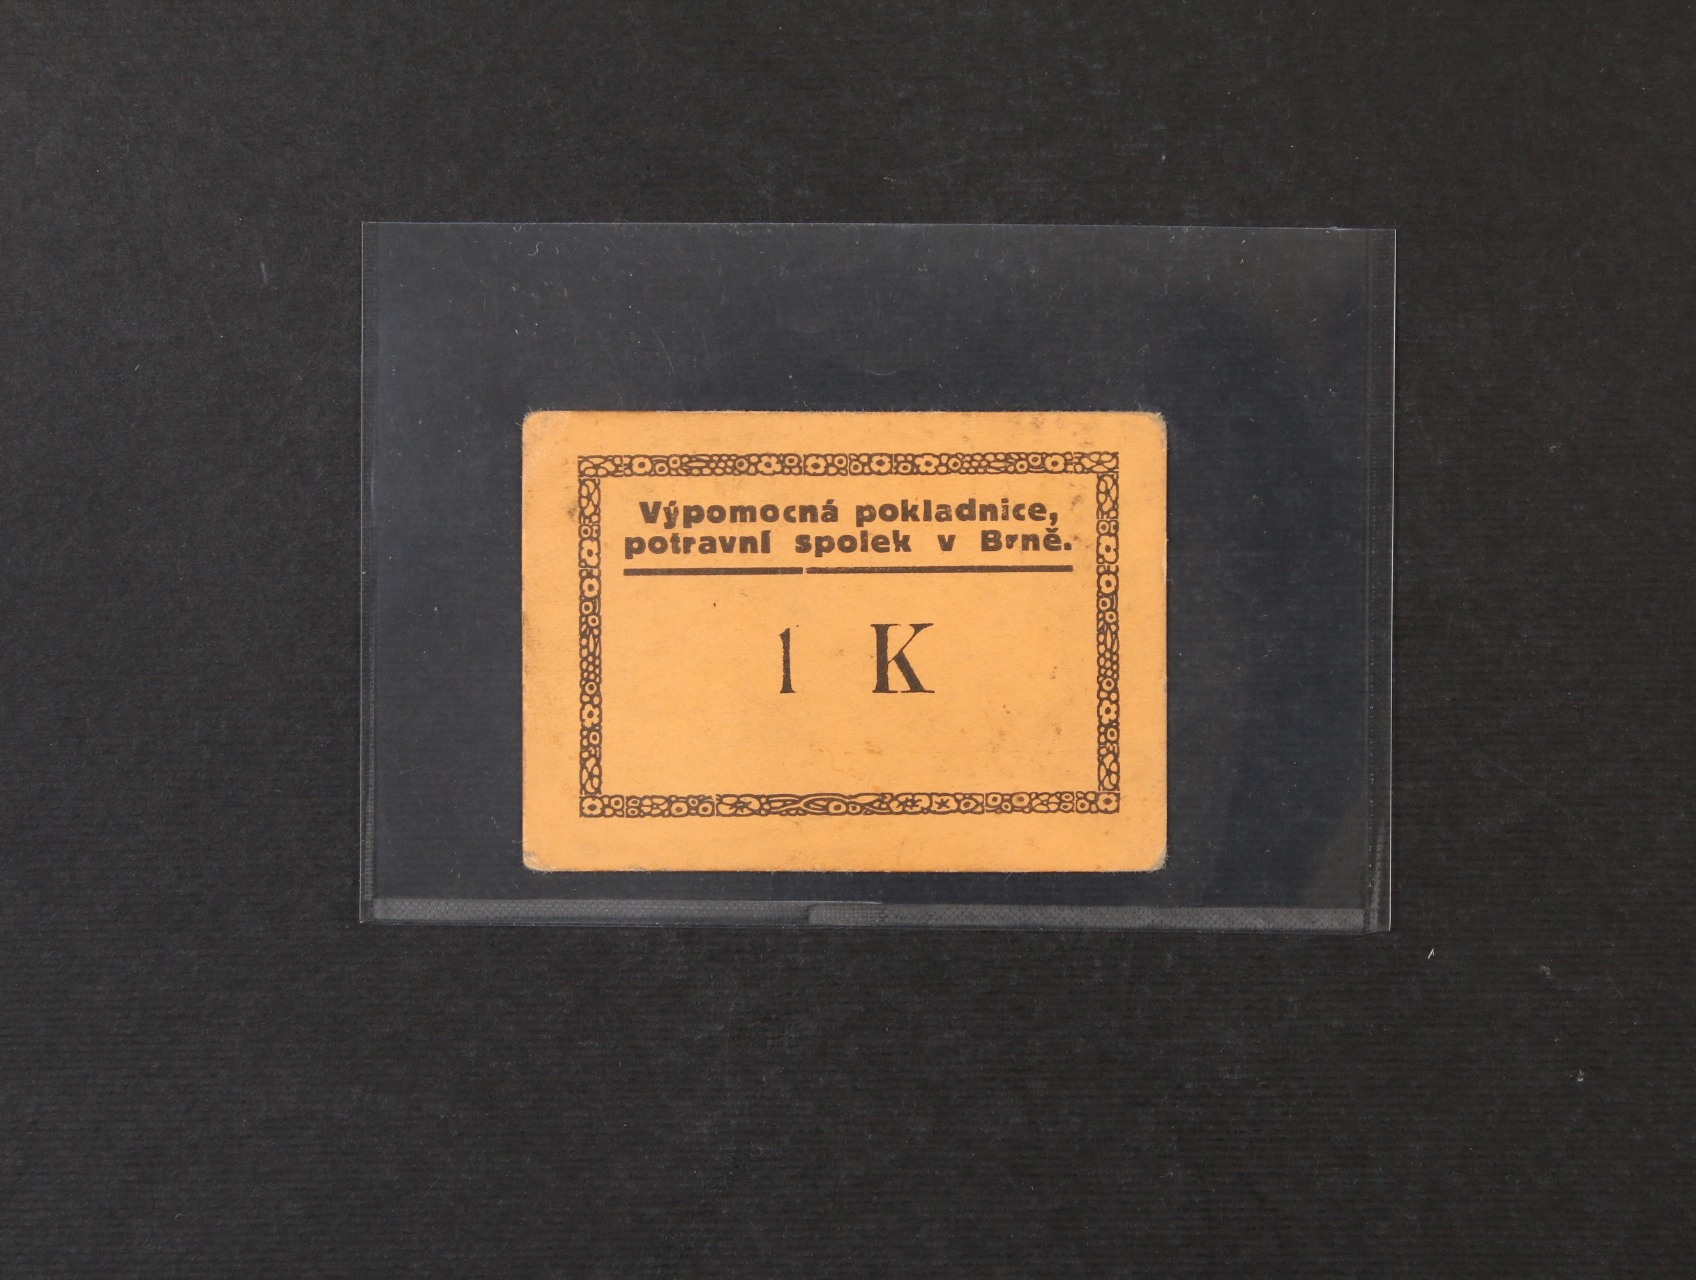 Výpomocná pokladnice,
potravní spolek v Brně.
1 K